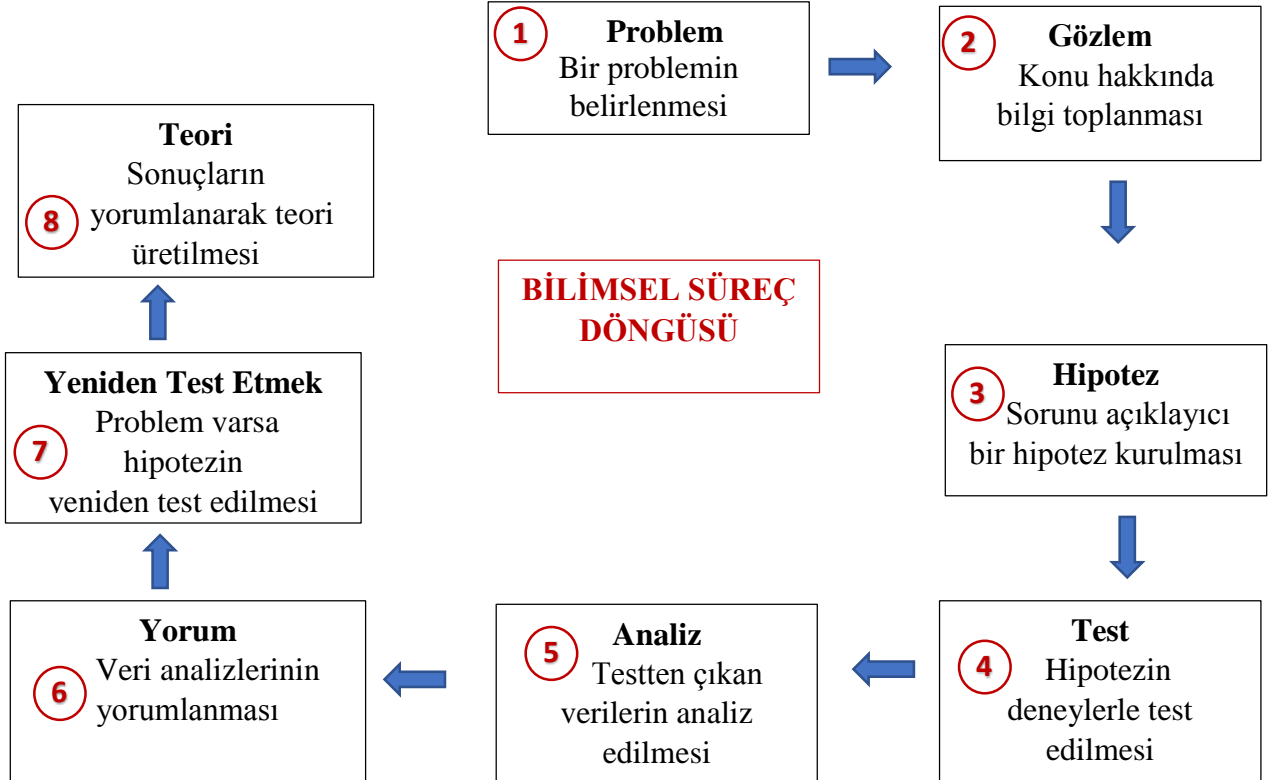 1
Problem
Bir problemin
belirlenmesi
2
Gözlem
Konu hakkında
bilgi toplanması
BİLİMSEL SÜREÇ
DÖNGÜSÜ
3
Hipotez
Sorunu açıklayıcı
bir hipotez kurulması
4
Test
Hipotezin
deneylerle test
edilmesi
5
Analiz
Testten çıkan
verilerin analiz
edilmesi
6
Yorum
Veri analizlerinin
yorumlanması
7
Yeniden Test Etmek
Problem varsa
hipotezin
yeniden test edilmesi
8
Teori
Sonuçların
yorumlanarak teori
üretilmesi